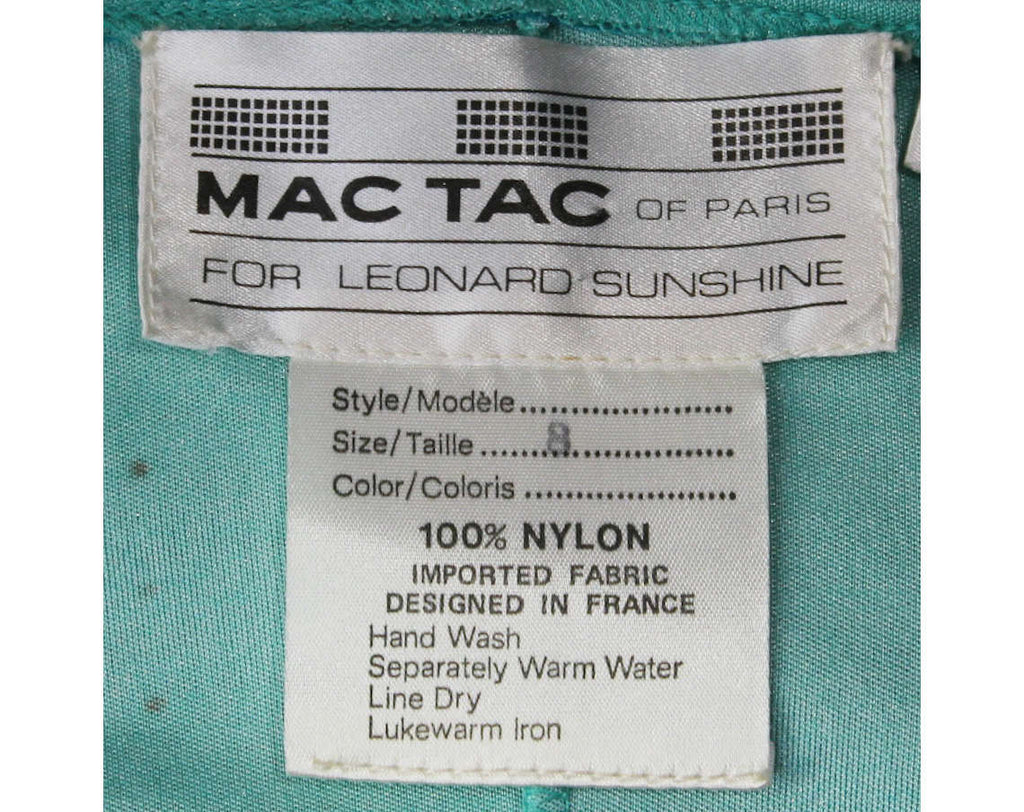 MAC TAC OF PARIS
FOR LEONARD SUNSHINE
Style/Modèle......................
Size/Taille ......8.................
Color/Coloris ......................
100% NYLON
IMPORTED FABRIC
DESIGNED IN FRANCE
Hand Wash
Separately Warm Water
Line Dry
Lukewarm Iron